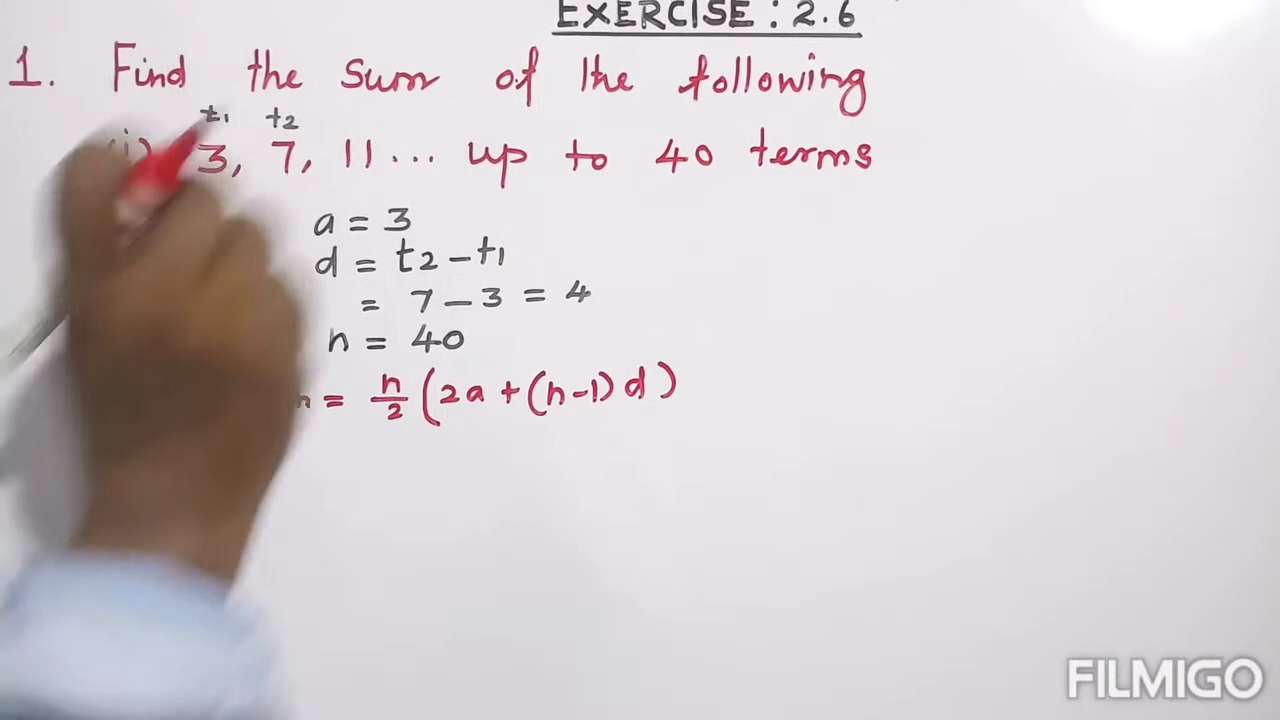 EXERCISE : 2.6
1. Find the sum of the following
t1 t2
3, 7, 11... up to 40 terms
a = 3
d = t2 - t1
= 7 - 3 = 4
n = 40
= n/2 (2a + (n-1) d)
FILMIGO